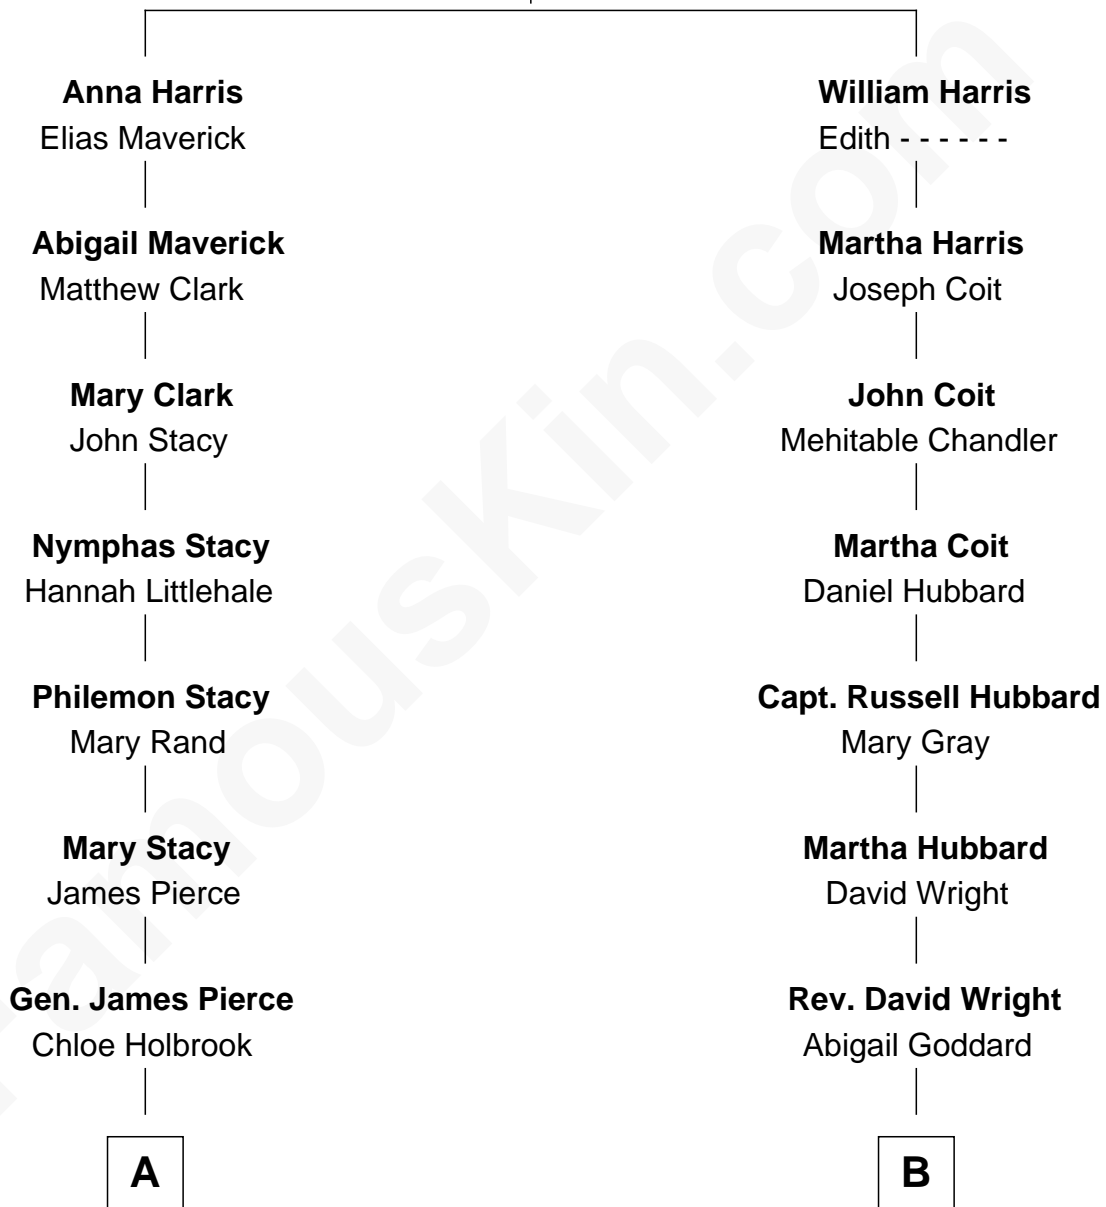 Anna Harris
Elias Maverick
William Harris
Edith - - - - - -
Abigail Maverick
Matthew Clark
Martha Harris
Joseph Coit
Mary Clark
John Stacy
John Coit
Mehitable Chandler
Nymphas Stacy
Hannah Littlehale
Martha Coit
Daniel Hubbard
Philemon Stacy
Mary Rand
Capt. Russell Hubbard
Mary Gray
Mary Stacy
James Pierce
Martha Hubbard
David Wright
Gen. James Pierce
Chloe Holbrook
Rev. David Wright
Abigail Goddard
A
B
FamousKin.com